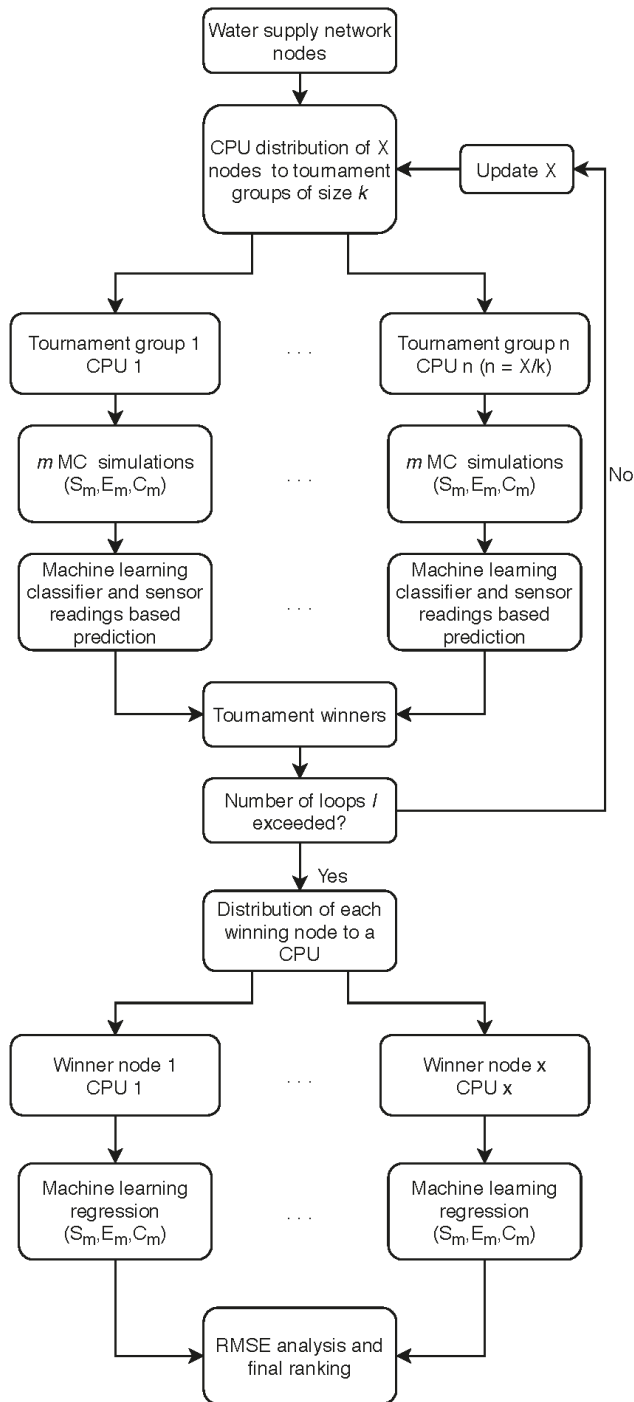 Water supply network
nodes
CPU distribution of X
nodes to tournament
groups of size k
Update X
Tournament group 1
CPU 1
. . .
Tournament group n
CPU n (n = X/k)
m MC simulations
(Sm,Em,Cm)
. . .
m MC simulations
(Sm,Em,Cm)
No
Machine learning
classifier and sensor
readings based
prediction
. . .
Machine learning
classifier and sensor
readings based
prediction
Tournament winners
Number of loops l
exceeded?
Yes
Distribution of each
winning node to a
CPU
Winner node 1
CPU 1
. . .
Winner node x
CPU x
Machine learning
regression
(Sm,Em,Cm)
. . .
Machine learning
regression
(Sm,Em,Cm)
RMSE analysis and
final ranking